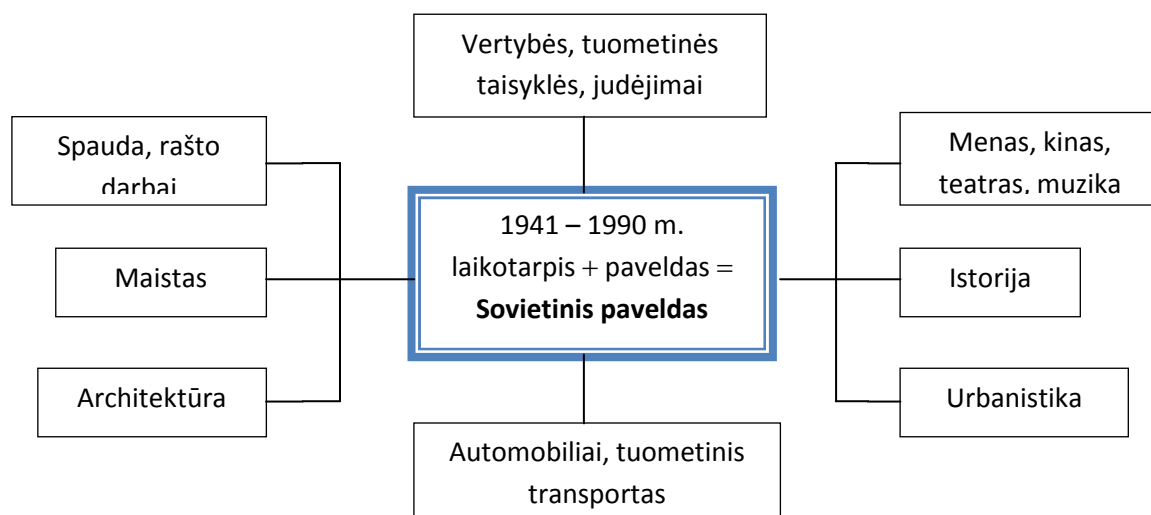 Vertybės, tuometinės
taisyklės, judėjimai
Spauda, rašto
darbai
Menas, kinas,
teatras, muzika
1941 – 1990 m.
laikotarpis + paveldas =
Sovietinis paveldas
Maistas
Istorija
Architektūra
Urbanistika
Automobiliai, tuometinis
transportas